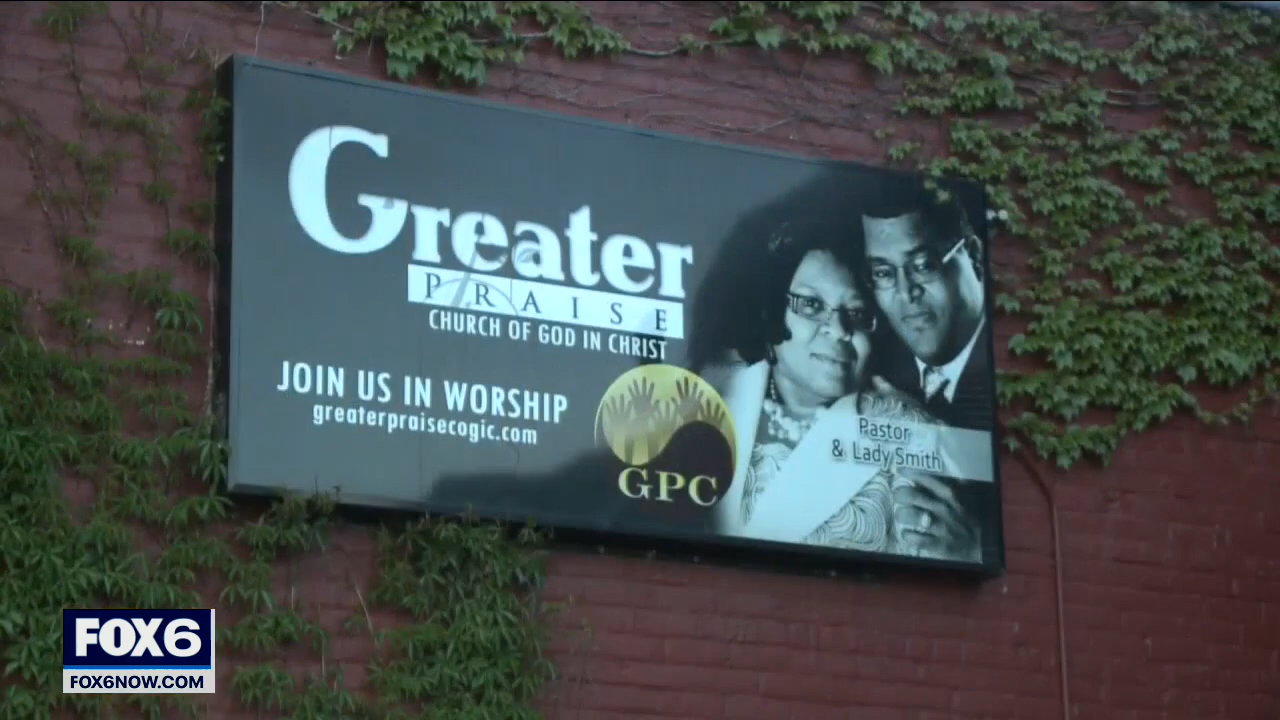 Greater
PRAISE
CHURCH OF GOD IN CHRIST
JOIN US IN WORSHIP
greaterpraisecogic.com
GPC
Pastor
& Lady Smith
FOX6
FOX6NOW.COM